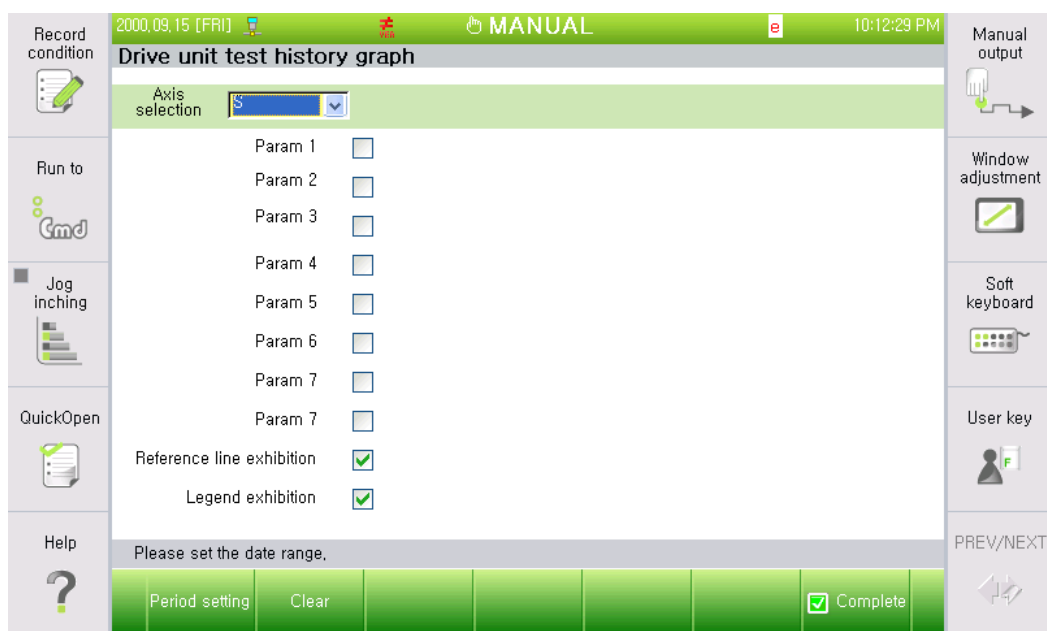 Record
condition
Run to
Cmd
Jog
inching
QuickOpen
Help
2000,09,15 [FRI]
MANUAL
e
10:12:29 PM
Drive unit test history graph
Axis
selection
S
Param 1
Param 2
Param 3
Param 4
Param 5
Param 6
Param 7
Param 7
Reference line exhibition
Legend exhibition
Please set the date range,
Period setting
Clear
Complete
Manual
output
Window
adjustment
Soft
keyboard
User key
F
PREV/NEXT